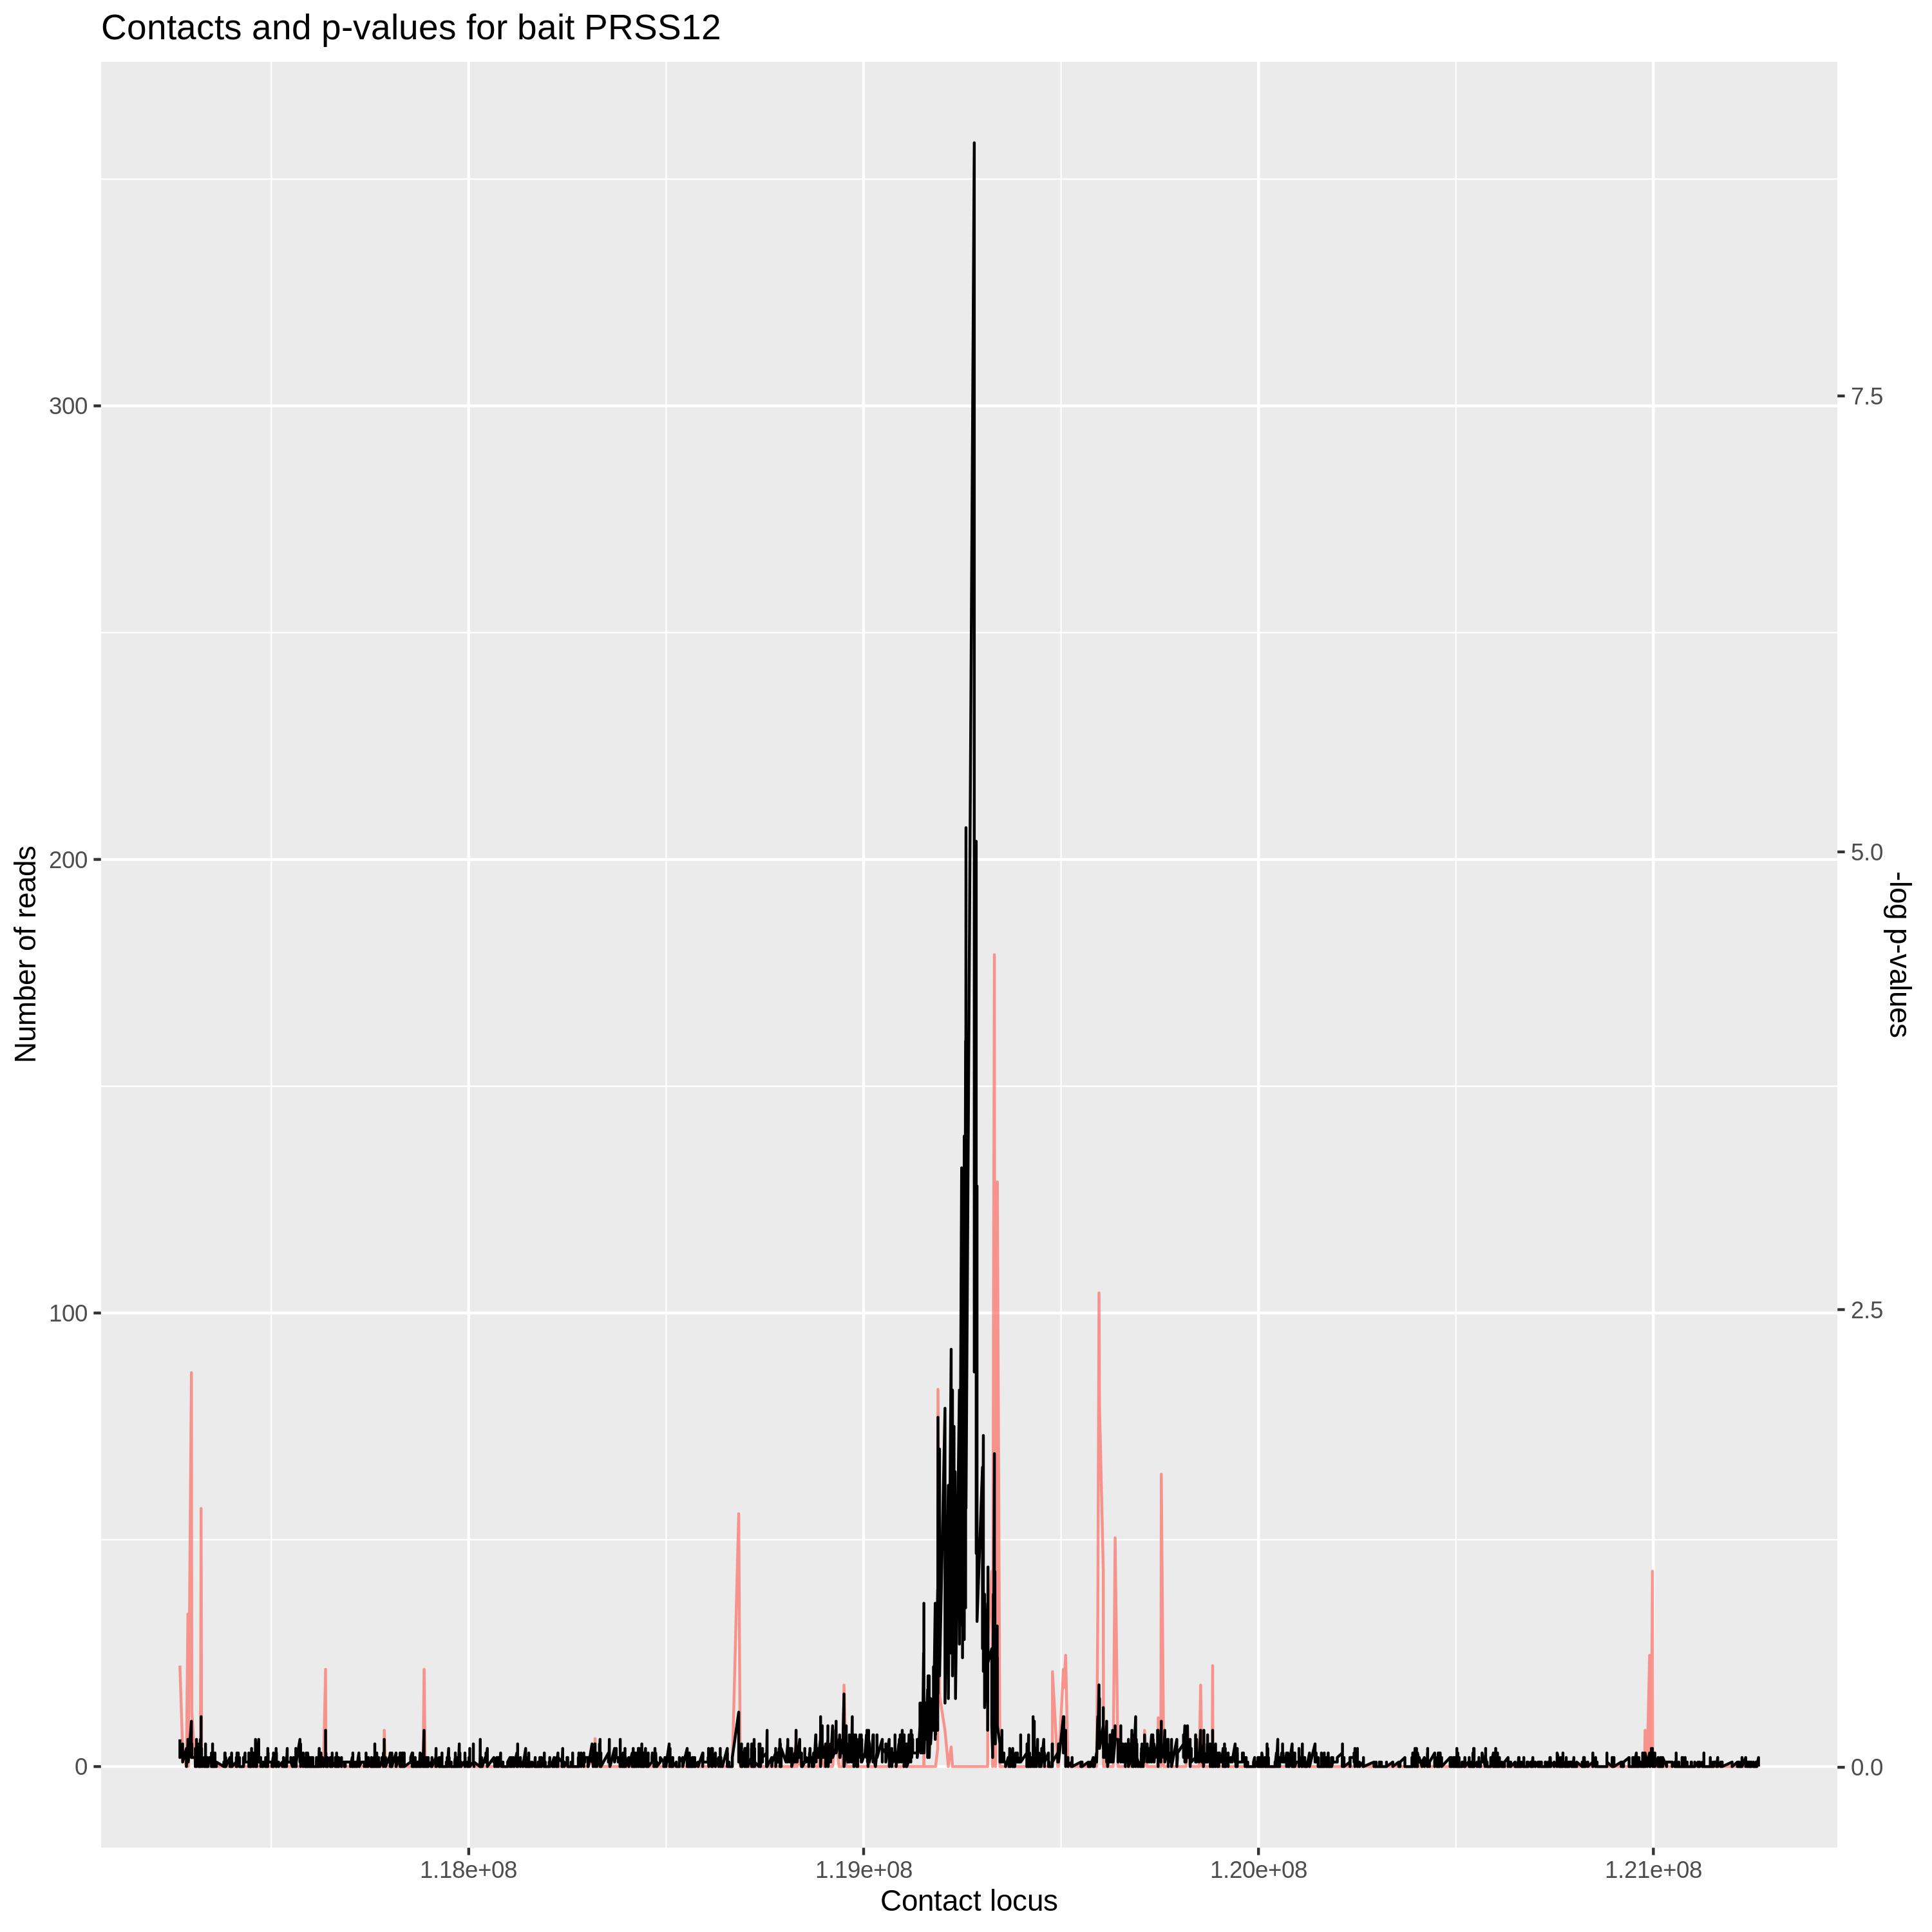 Contacts and p-values for bait PRSS12
300
200
100
0
Number of reads
7.5
5.0
2.5
0.0
-log p-values
1.18e+08
1.19e+08
1.20e+08
1.21e+08
Contact locus